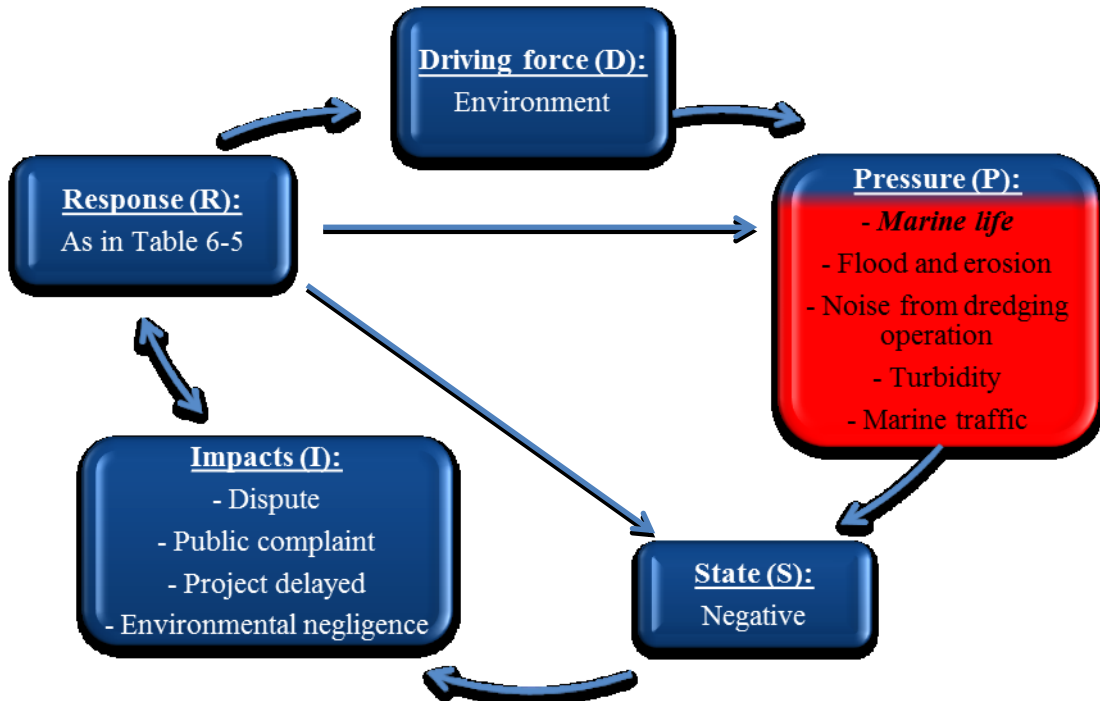 Driving force (D):
Environment
Response (R):
As in Table 6-5
Pressure (P):
- Marine life
- Flood and erosion
- Noise from dredging
operation
- Turbidity
- Marine traffic
Impacts (I):
- Dispute
- Public complaint
- Project delayed
- Environmental negligence
State (S):
Negative